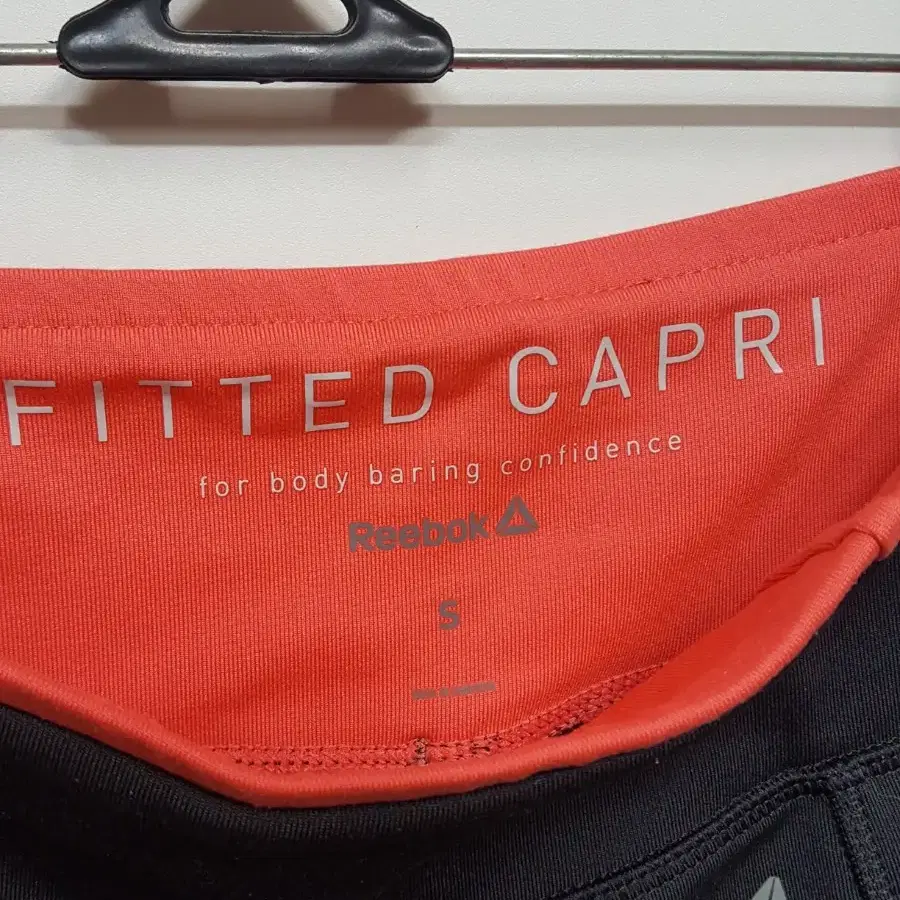 FITTED CAPRI
for body baring confidence
Reebok
S